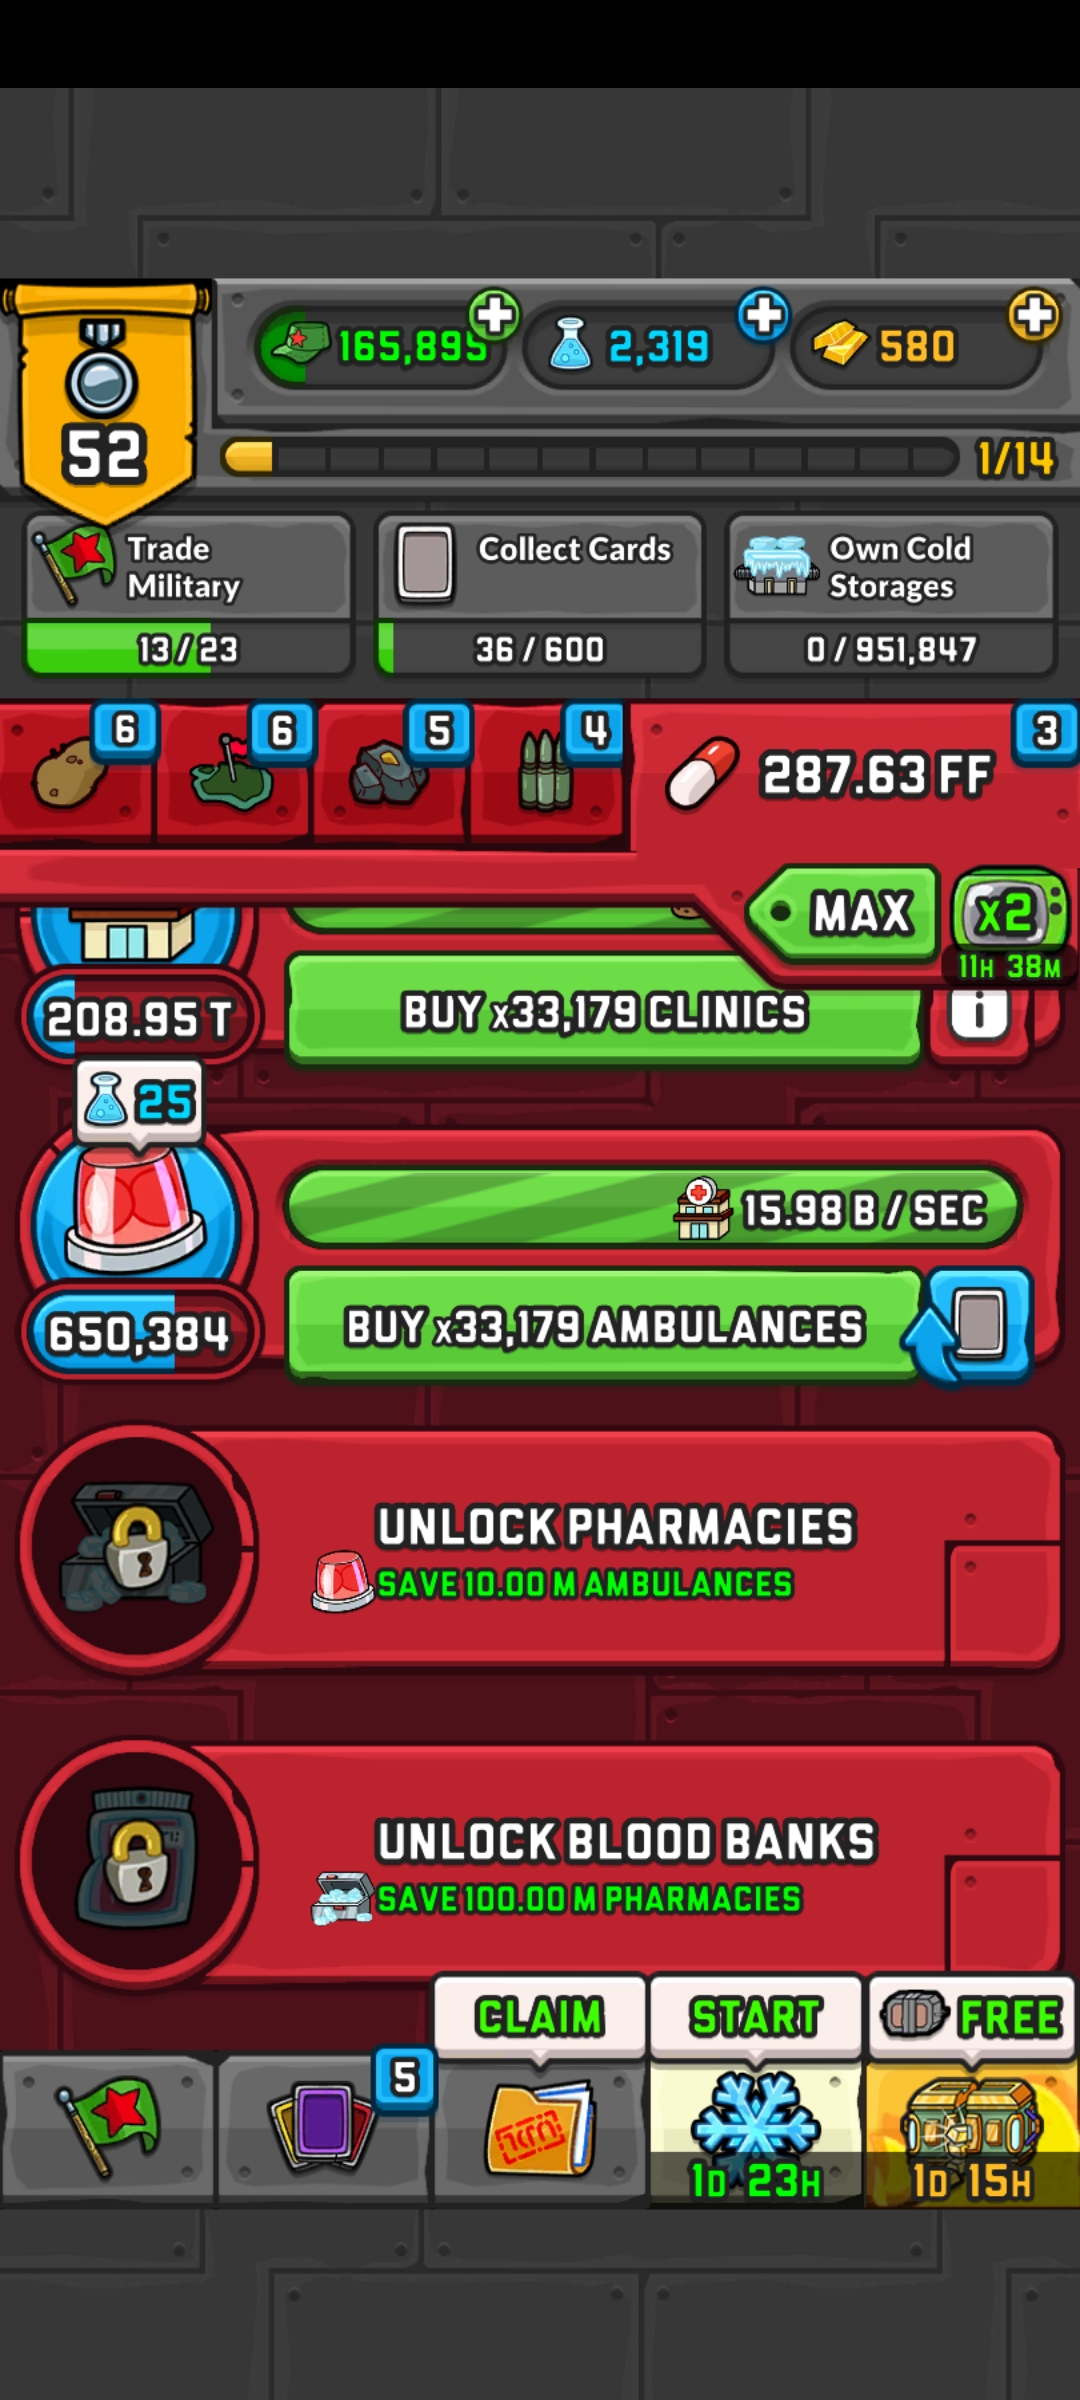 165,895
2,319
580
52
1/14
Trade
Military
13/23
Collect Cards
36/600
Own Cold
Storages
0/951,847
6
6
5
4
3
287.63 FF
MAX
x2
11H 38M
208.95 T
BUY x33,179 CLINICS
i
25
15.98 B / SEC
650,384
BUY x33,179 AMBULANCES
UNLOCK PHARMACIES
SAVE 10.00 M AMBULANCES
UNLOCK BLOOD BANKS
SAVE 100.00 M PHARMACIES
CLAIM
START
FREE
5
1D 23H
1D 15H